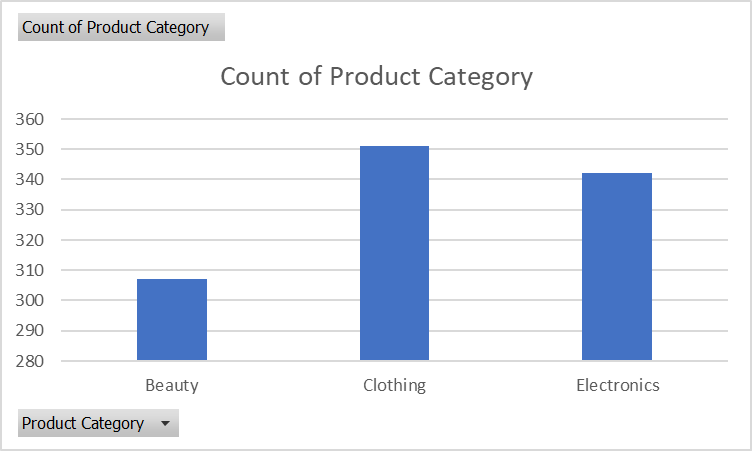 Count of Product Category
Count of Product Category
360
350
340
330
320
310
300
290
280
Beauty Clothing Electronics
Product Category